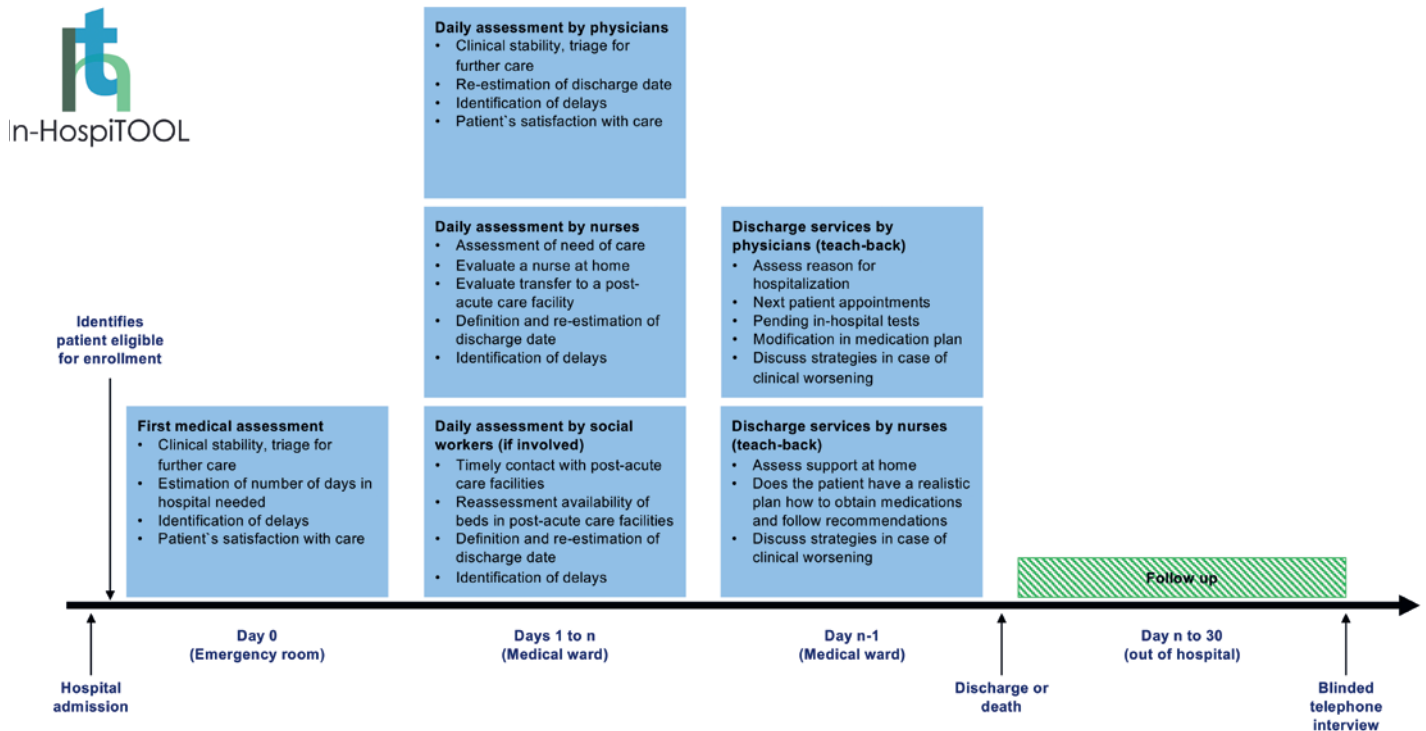 In-HospiTOOL
Daily assessment by physicians
• Clinical stability, triage for
further care
• Re-estimation of discharge date
• Identification of delays
• Patient`s satisfaction with care
Daily assessment by nurses
• Assessment of need of care
• Evaluate a nurse at home
• Evaluate transfer to a post-
acute care facility
• Definition and re-estimation of
discharge date
• Identification of delays
Discharge services by
physicians (teach-back)
• Assess reason for
hospitalization
• Next patient appointments
• Pending in-hospital tests
• Modification in medication plan
• Discuss strategies in case of
clinical worsening
Identifies
patient eligible
for enrollment
First medical assessment
• Clinical stability, triage for
further care
• Estimation of number of days in
hospital needed
• Identification of delays
• Patient`s satisfaction with care
Daily assessment by social
workers (if involved)
• Timely contact with post-acute
care facilities
• Reassessment availability of
beds in post-acute care facilities
• Definition and re-estimation of
discharge date
• Identification of delays
Discharge services by nurses
(teach-back)
• Assess support at home
• Does the patient have a realistic
plan how to obtain medications
and follow recommendations
• Discuss strategies in case of
clinical worsening
Follow up
Day 0
(Emergency room)
Days 1 to n
(Medical ward)
Day n-1
(Medical ward)
Day n to 30
(out of hospital)
Hospital
admission
Discharge or
death
Blinded
telephone
interview